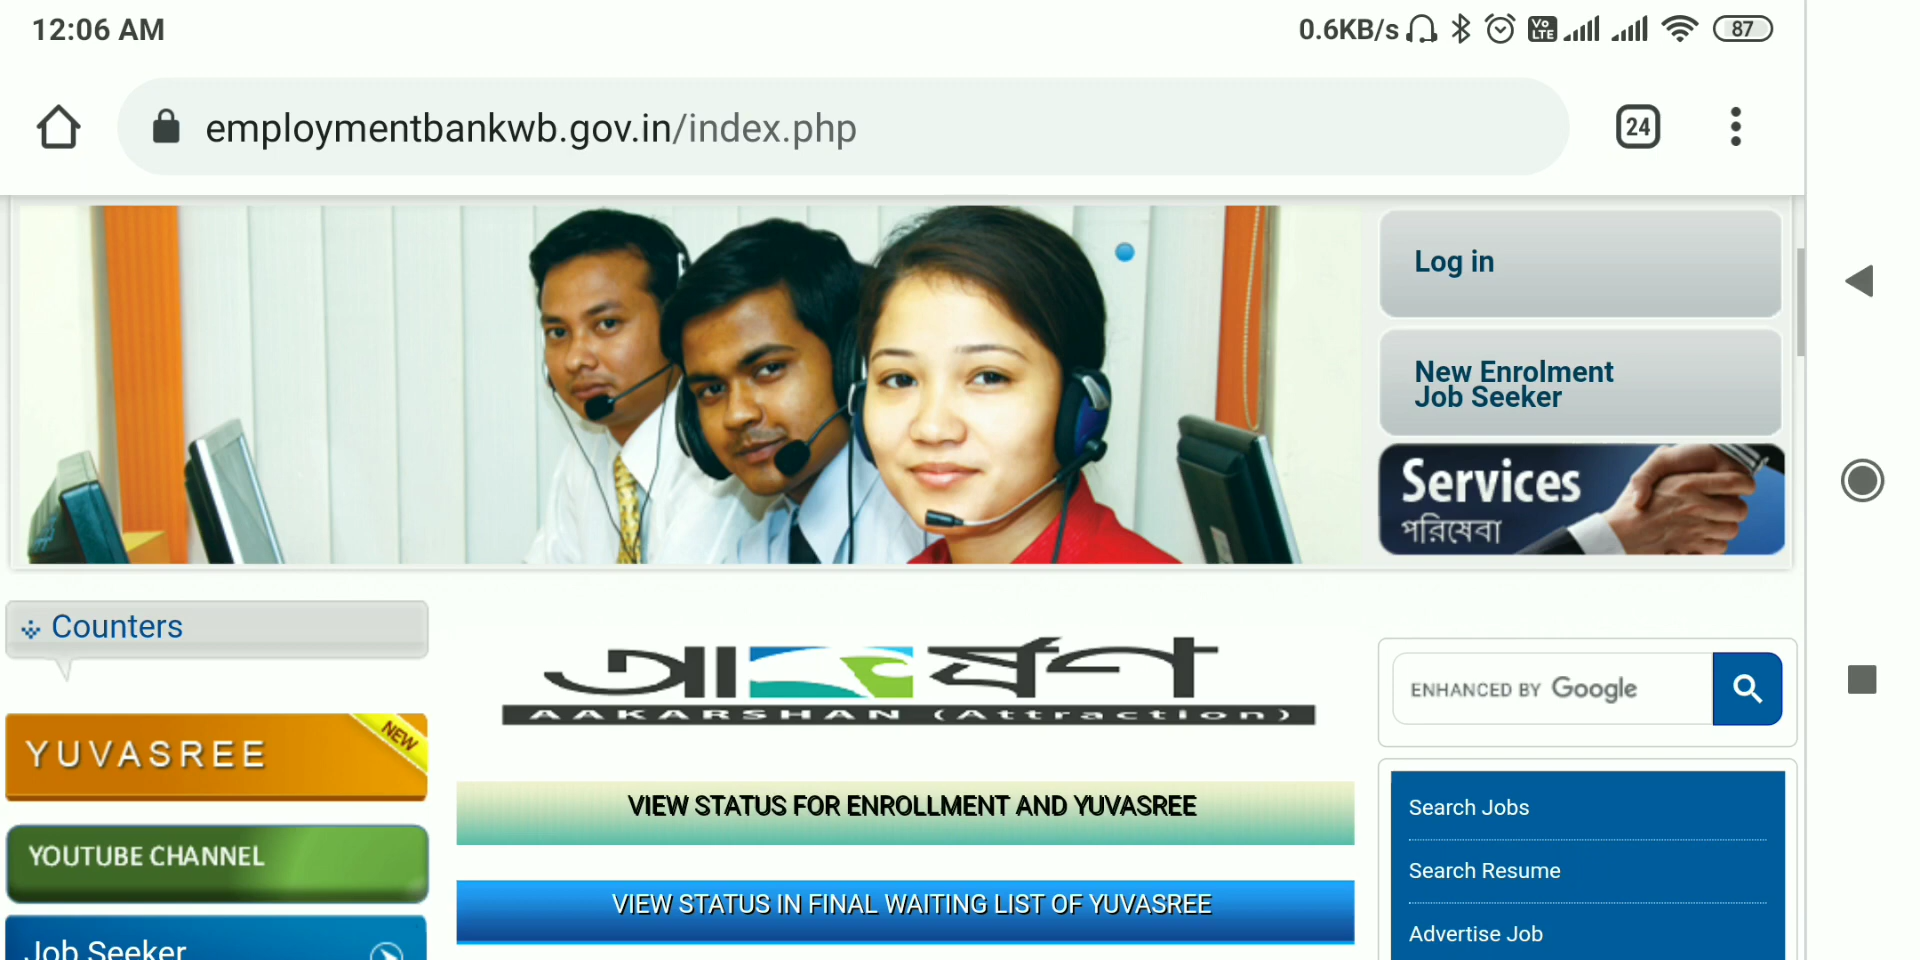 12:06 AM
0.6KB/s
Vo LTE
87
employmentbankwb.gov.in/index.php
24
Log in
New Enrolment
Job Seeker
Services
পরিষেবা
Counters
আকর্ষণ
AAKARSHAN (Attraction)
ENHANCED BY Google
YUVASREE
NEW
VIEW STATUS FOR ENROLLMENT AND YUVASREE
Search Jobs
YOUTUBE CHANNEL
Search Resume
VIEW STATUS IN FINAL WAITING LIST OF YUVASREE
Advertise Job
Job Seeker